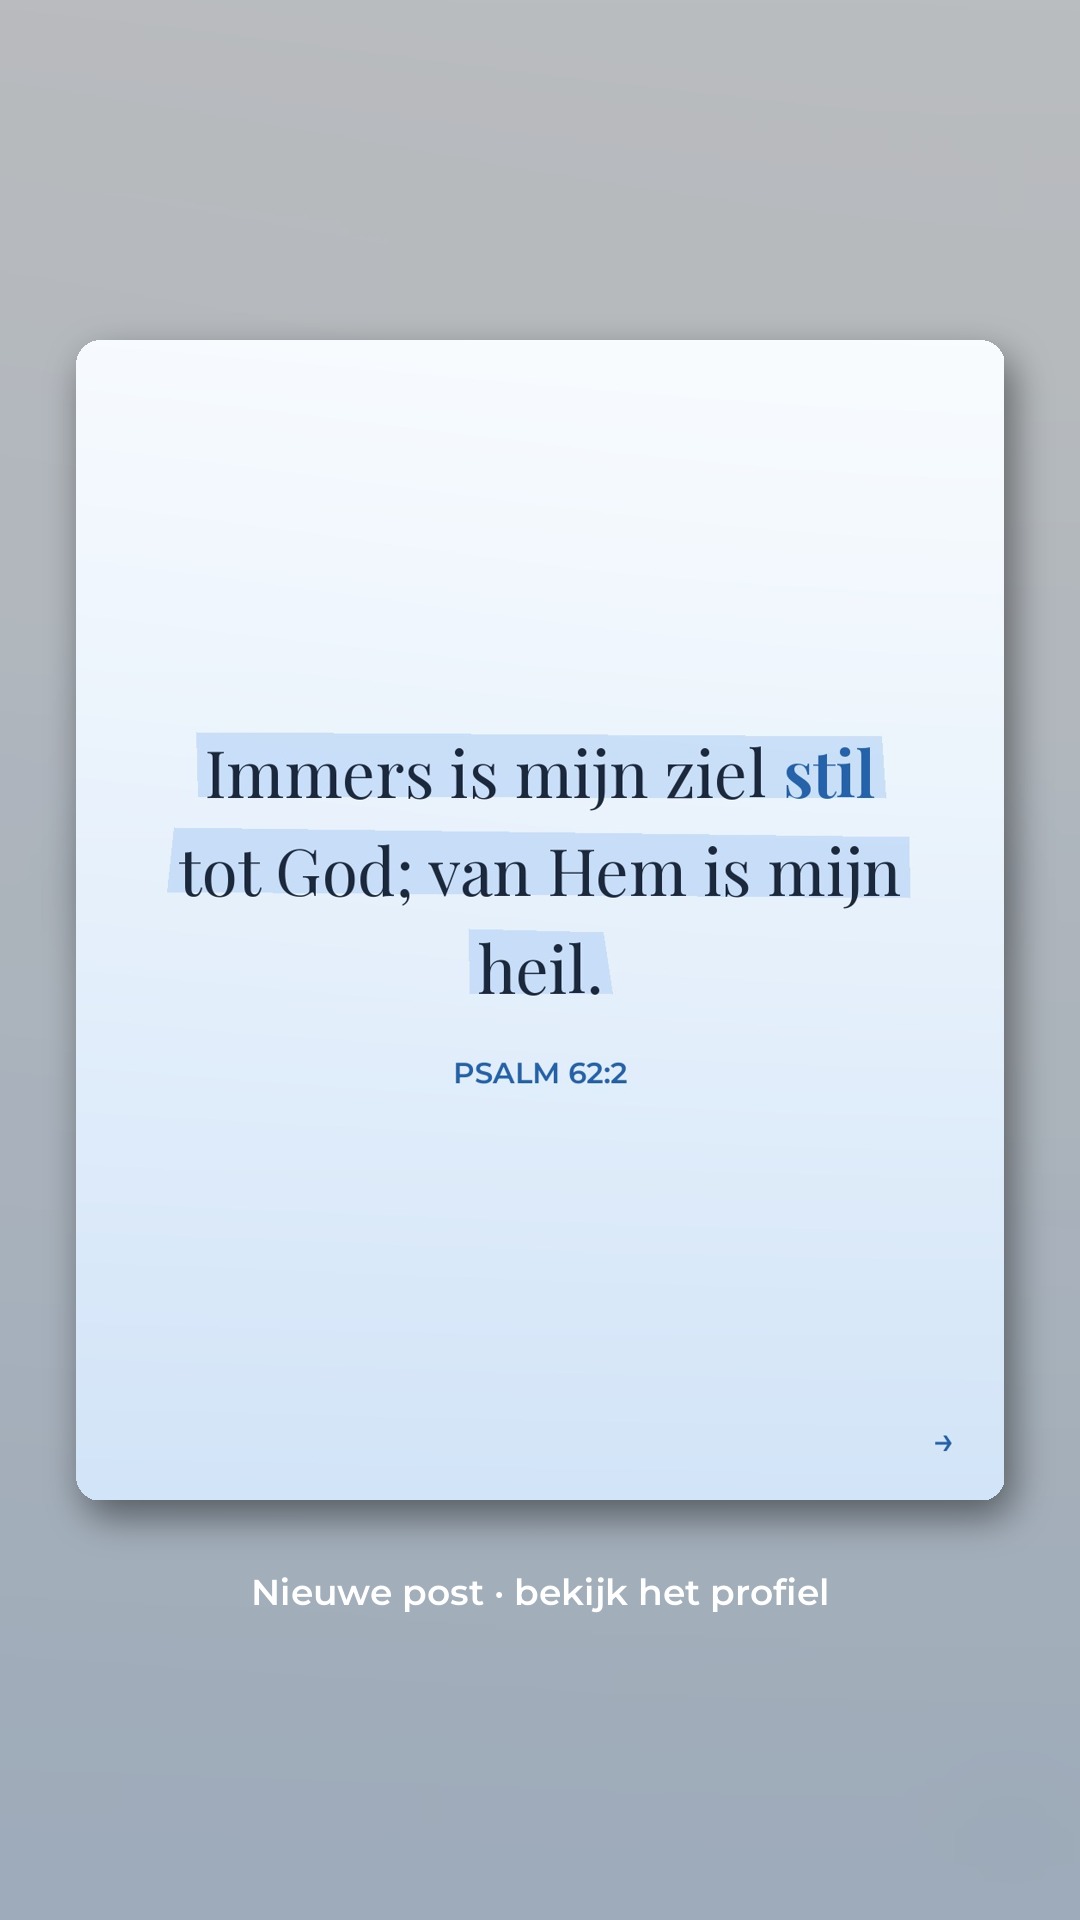 Immers is mijn ziel stil
tot God; van Hem is mijn
heil.
PSALM 62:2
→
Nieuwe post · bekijk het profiel